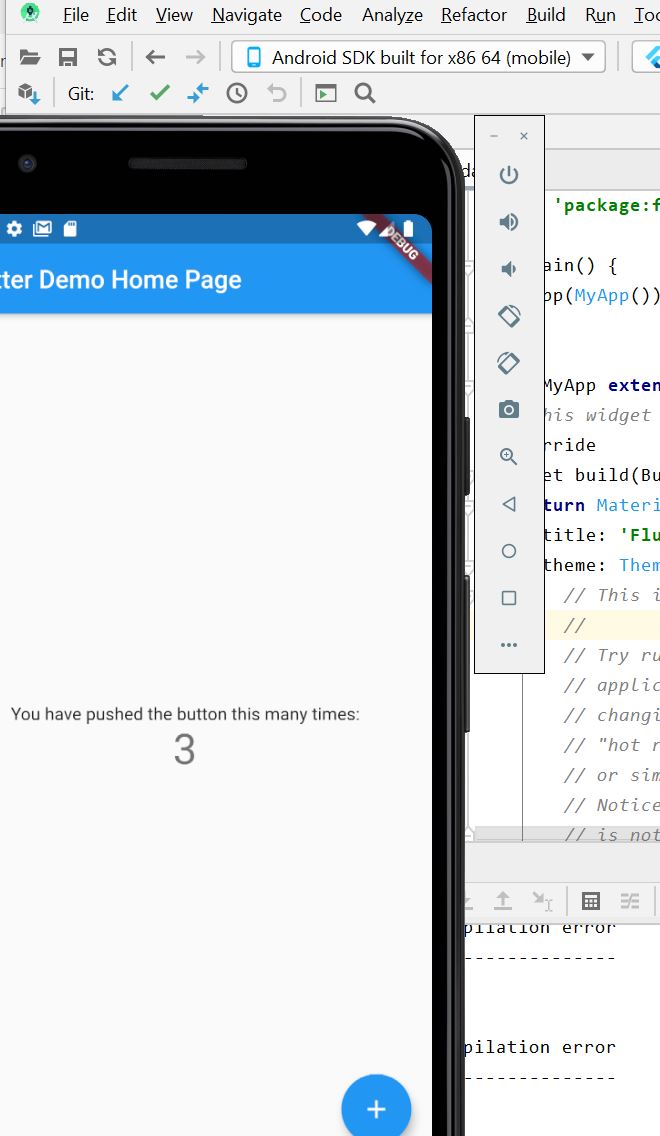 File Edit View Navigate Code Analyze Refactor Build Run
Android SDK built for x86 64 (mobile)
Git:
DEBUG
Demo Home Page
You have pushed the button this many times:
3
'package:f
ain() {
pp(MyApp())
MyApp exten
his widget
rride
et build(Bu
turn Materi
title: 'Flu
theme: Them
// This i
//
// Try ru
// applic
// changi
// "hot r
// or sim
// Notice
// is not
pilation error
--------------
pilation error
--------------